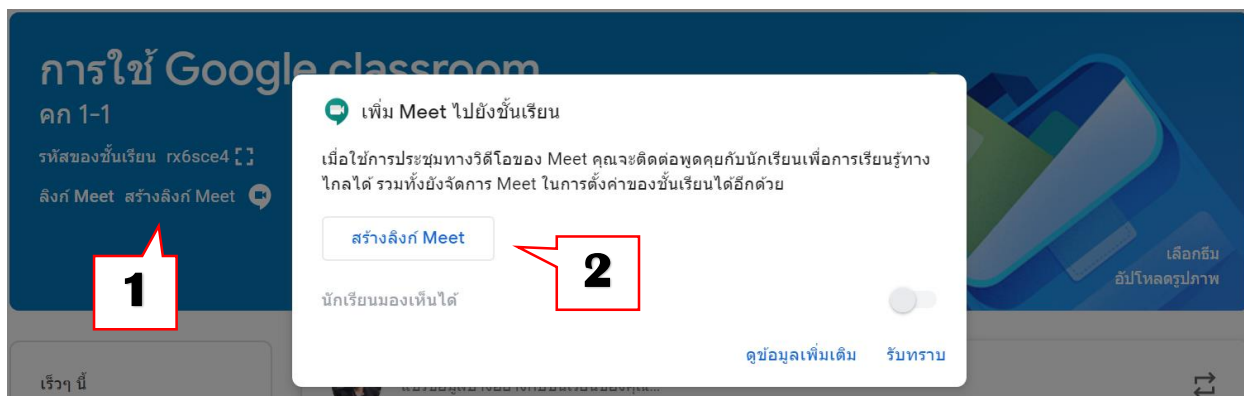 การใช้ Google classroom
คก 1-1
รหัสของชั้นเรียน rx6sce4
ลิงก์ Meet สร้างลิงก์ Meet
1
เพิ่ม Meet ไปยังชั้นเรียน
เมื่อใช้การประชุมทางวิดีโอของ Meet คุณจะติดต่อพูดคุยกับนักเรียนเพื่อการเรียนรู้ทาง
ไกลได้ รวมทั้งยังจัดการ Meet ในการตั้งค่าของชั้นเรียนได้อีกด้วย
สร้างลิงก์ Meet
2
นักเรียนมองเห็นได้
ดูข้อมูลเพิ่มเติม รับทราบ
เลือกธีม
อัปโหลดรูปภาพ
เร็วๆ นี้